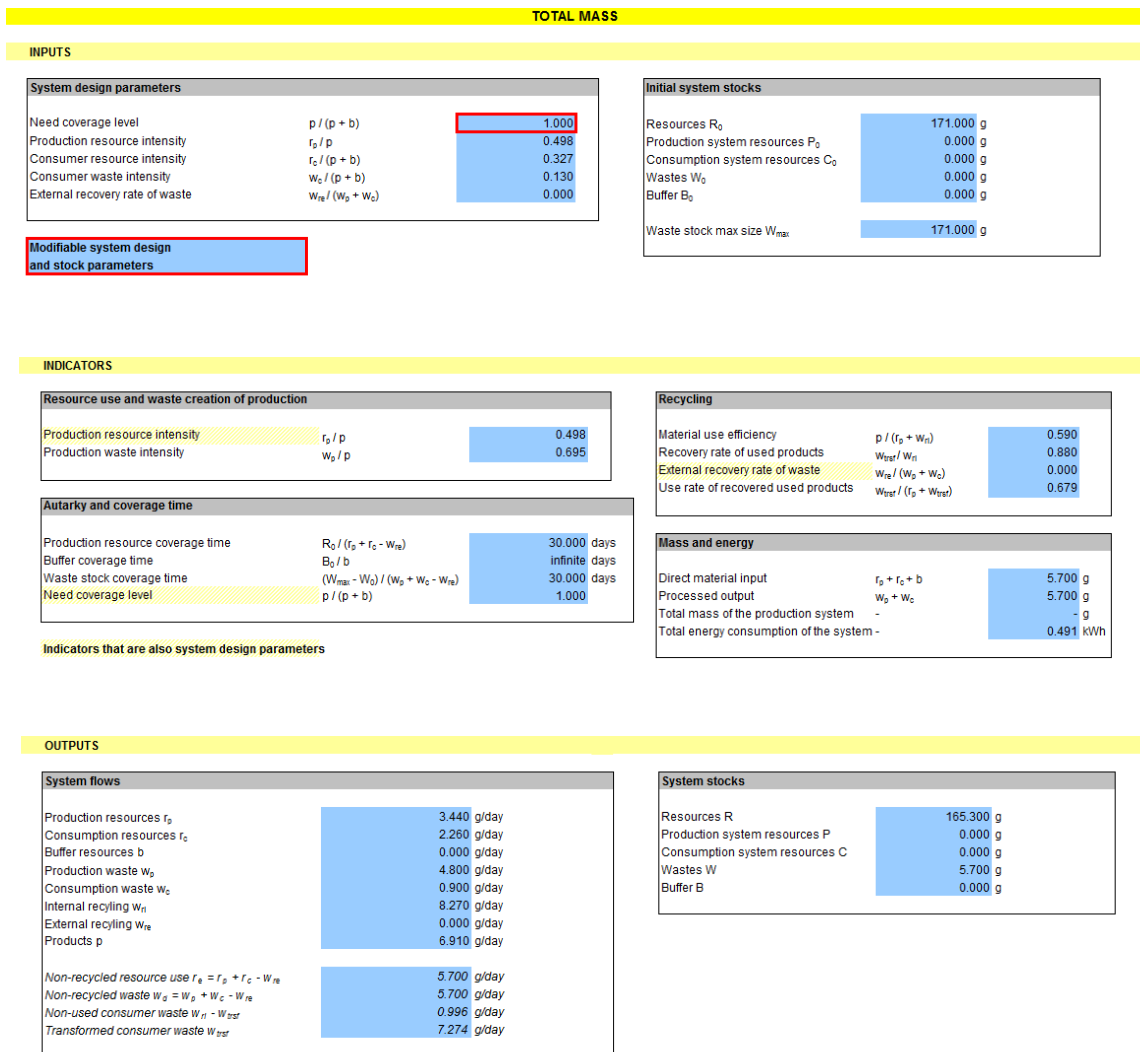 TOTAL MASS
INPUTS
System design parameters
Need coverage level p / (p + b) 1.000
Production resource intensity rₚ / p 0.498
Consumer resource intensity r꜀ / (p + b) 0.327
Consumer waste intensity w꜀ / (p + b) 0.130
External recovery rate of waste wᵣₑ / (wₚ + w꜀) 0.000
Modifiable system design
and stock parameters
Initial system stocks
Resources R₀ 171.000 g
Production system resources P₀ 0.000 g
Consumption system resources C₀ 0.000 g
Wastes W₀ 0.000 g
Buffer B₀ 0.000 g
Waste stock max size Wₘₐₓ 171.000 g
INDICATORS
Resource use and waste creation of production
Production resource intensity rₚ / p 0.498
Production waste intensity wₚ / p 0.695
Autarky and coverage time
Production resource coverage time R₀ / (rₚ + r꜀ - wᵣₑ) 30.000 days
Buffer coverage time B₀ / b infinite days
Waste stock coverage time (Wₘₐₓ - W₀) / (wₚ + w꜀ - wᵣₑ) 30.000 days
Need coverage level p / (p + b) 1.000
Indicators that are also system design parameters
Recycling
Material use efficiency p / (rₚ + wᵣᵢ) 0.590
Recovery rate of used products wₜᵣₛf / wᵣᵢ 0.880
External recovery rate of waste wᵣₑ / (wₚ + w꜀) 0.000
Use rate of recovered used products wₜᵣₛf / (rₚ + wₜᵣₛf) 0.679
Mass and energy
Direct material input rₚ + r꜀ + b 5.700 g
Processed output wₚ + w꜀ 5.700 g
Total mass of the production system - - g
Total energy consumption of the system - 0.491 kWh
OUTPUTS
System flows
Production resources rₚ 3.440 g/day
Consumption resources r꜀ 2.260 g/day
Buffer resources b 0.000 g/day
Production waste wₚ 4.800 g/day
Consumption waste w꜀ 0.900 g/day
Internal recyling wᵣᵢ 8.270 g/day
External recyling wᵣₑ 0.000 g/day
Products p 6.910 g/day
Non-recycled resource use rₑ = rₚ + r꜀ - wᵣₑ 5.700 g/day
Non-recycled waste w_d = wₚ + w꜀ - wᵣₑ 5.700 g/day
Non-used consumer waste wᵣᵢ - wₜᵣₛf 0.996 g/day
Transformed consumer waste wₜᵣₛf 7.274 g/day
System stocks
Resources R 165.300 g
Production system resources P 0.000 g
Consumption system resources C 0.000 g
Wastes W 5.700 g
Buffer B 0.000 g